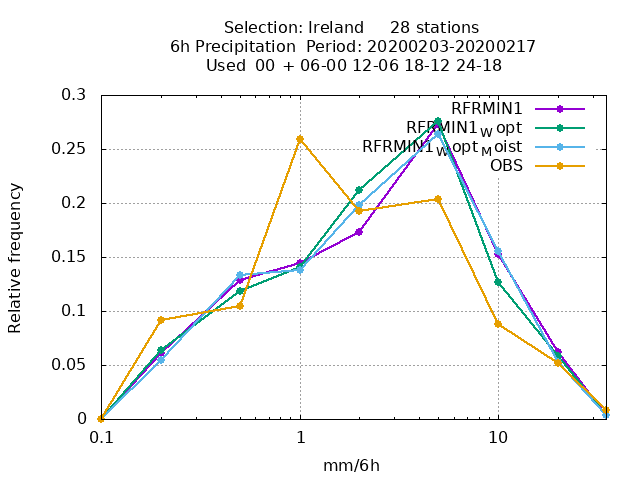 Selection: Ireland 28 stations
6h Precipitation Period: 20200203-20200217
Used 00 + 06-00 12-06 18-12 24-18
0.3
0.25
0.2
0.15
0.1
0.05
0
Relative frequency
RFRMIN1
RFRMIN1Wopt
RFRMIN1WoptMoist
OBS
0.1 1 10
mm/6h